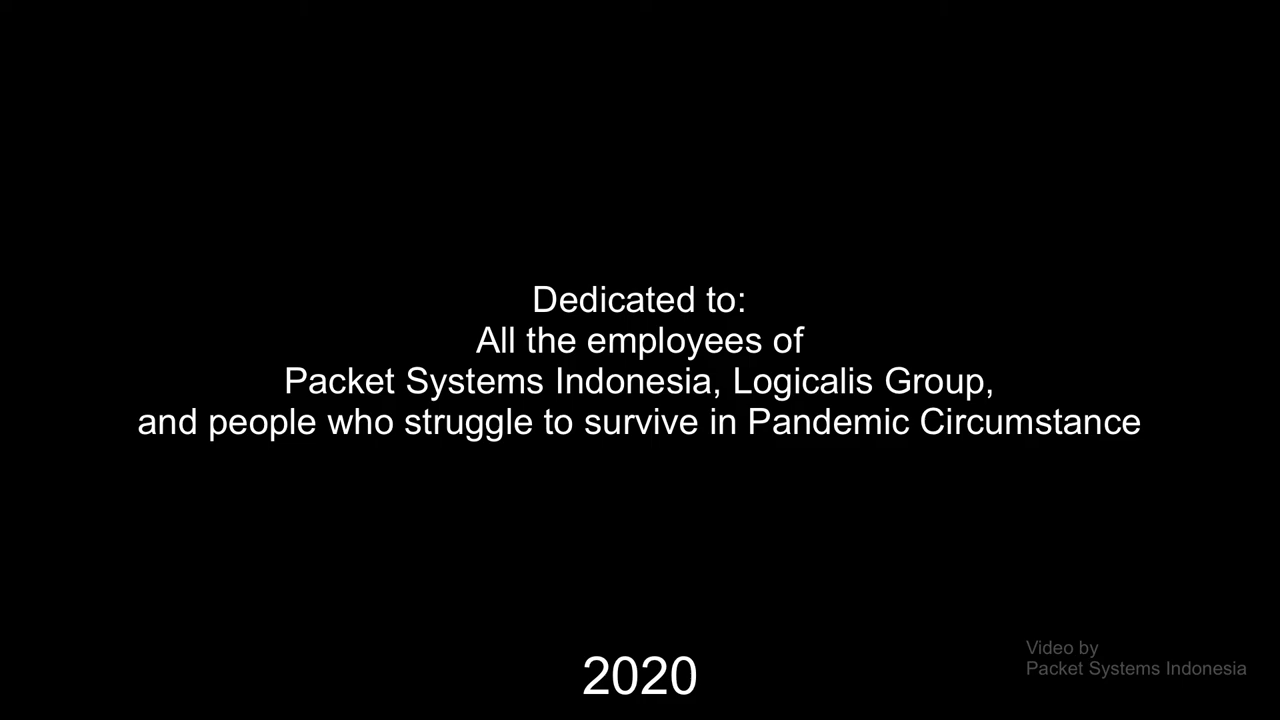 Dedicated to:
All the employees of
Packet Systems Indonesia, Logicalis Group,
and people who struggle to survive in Pandemic Circumstance
2020
Video by
Packet Systems Indonesia